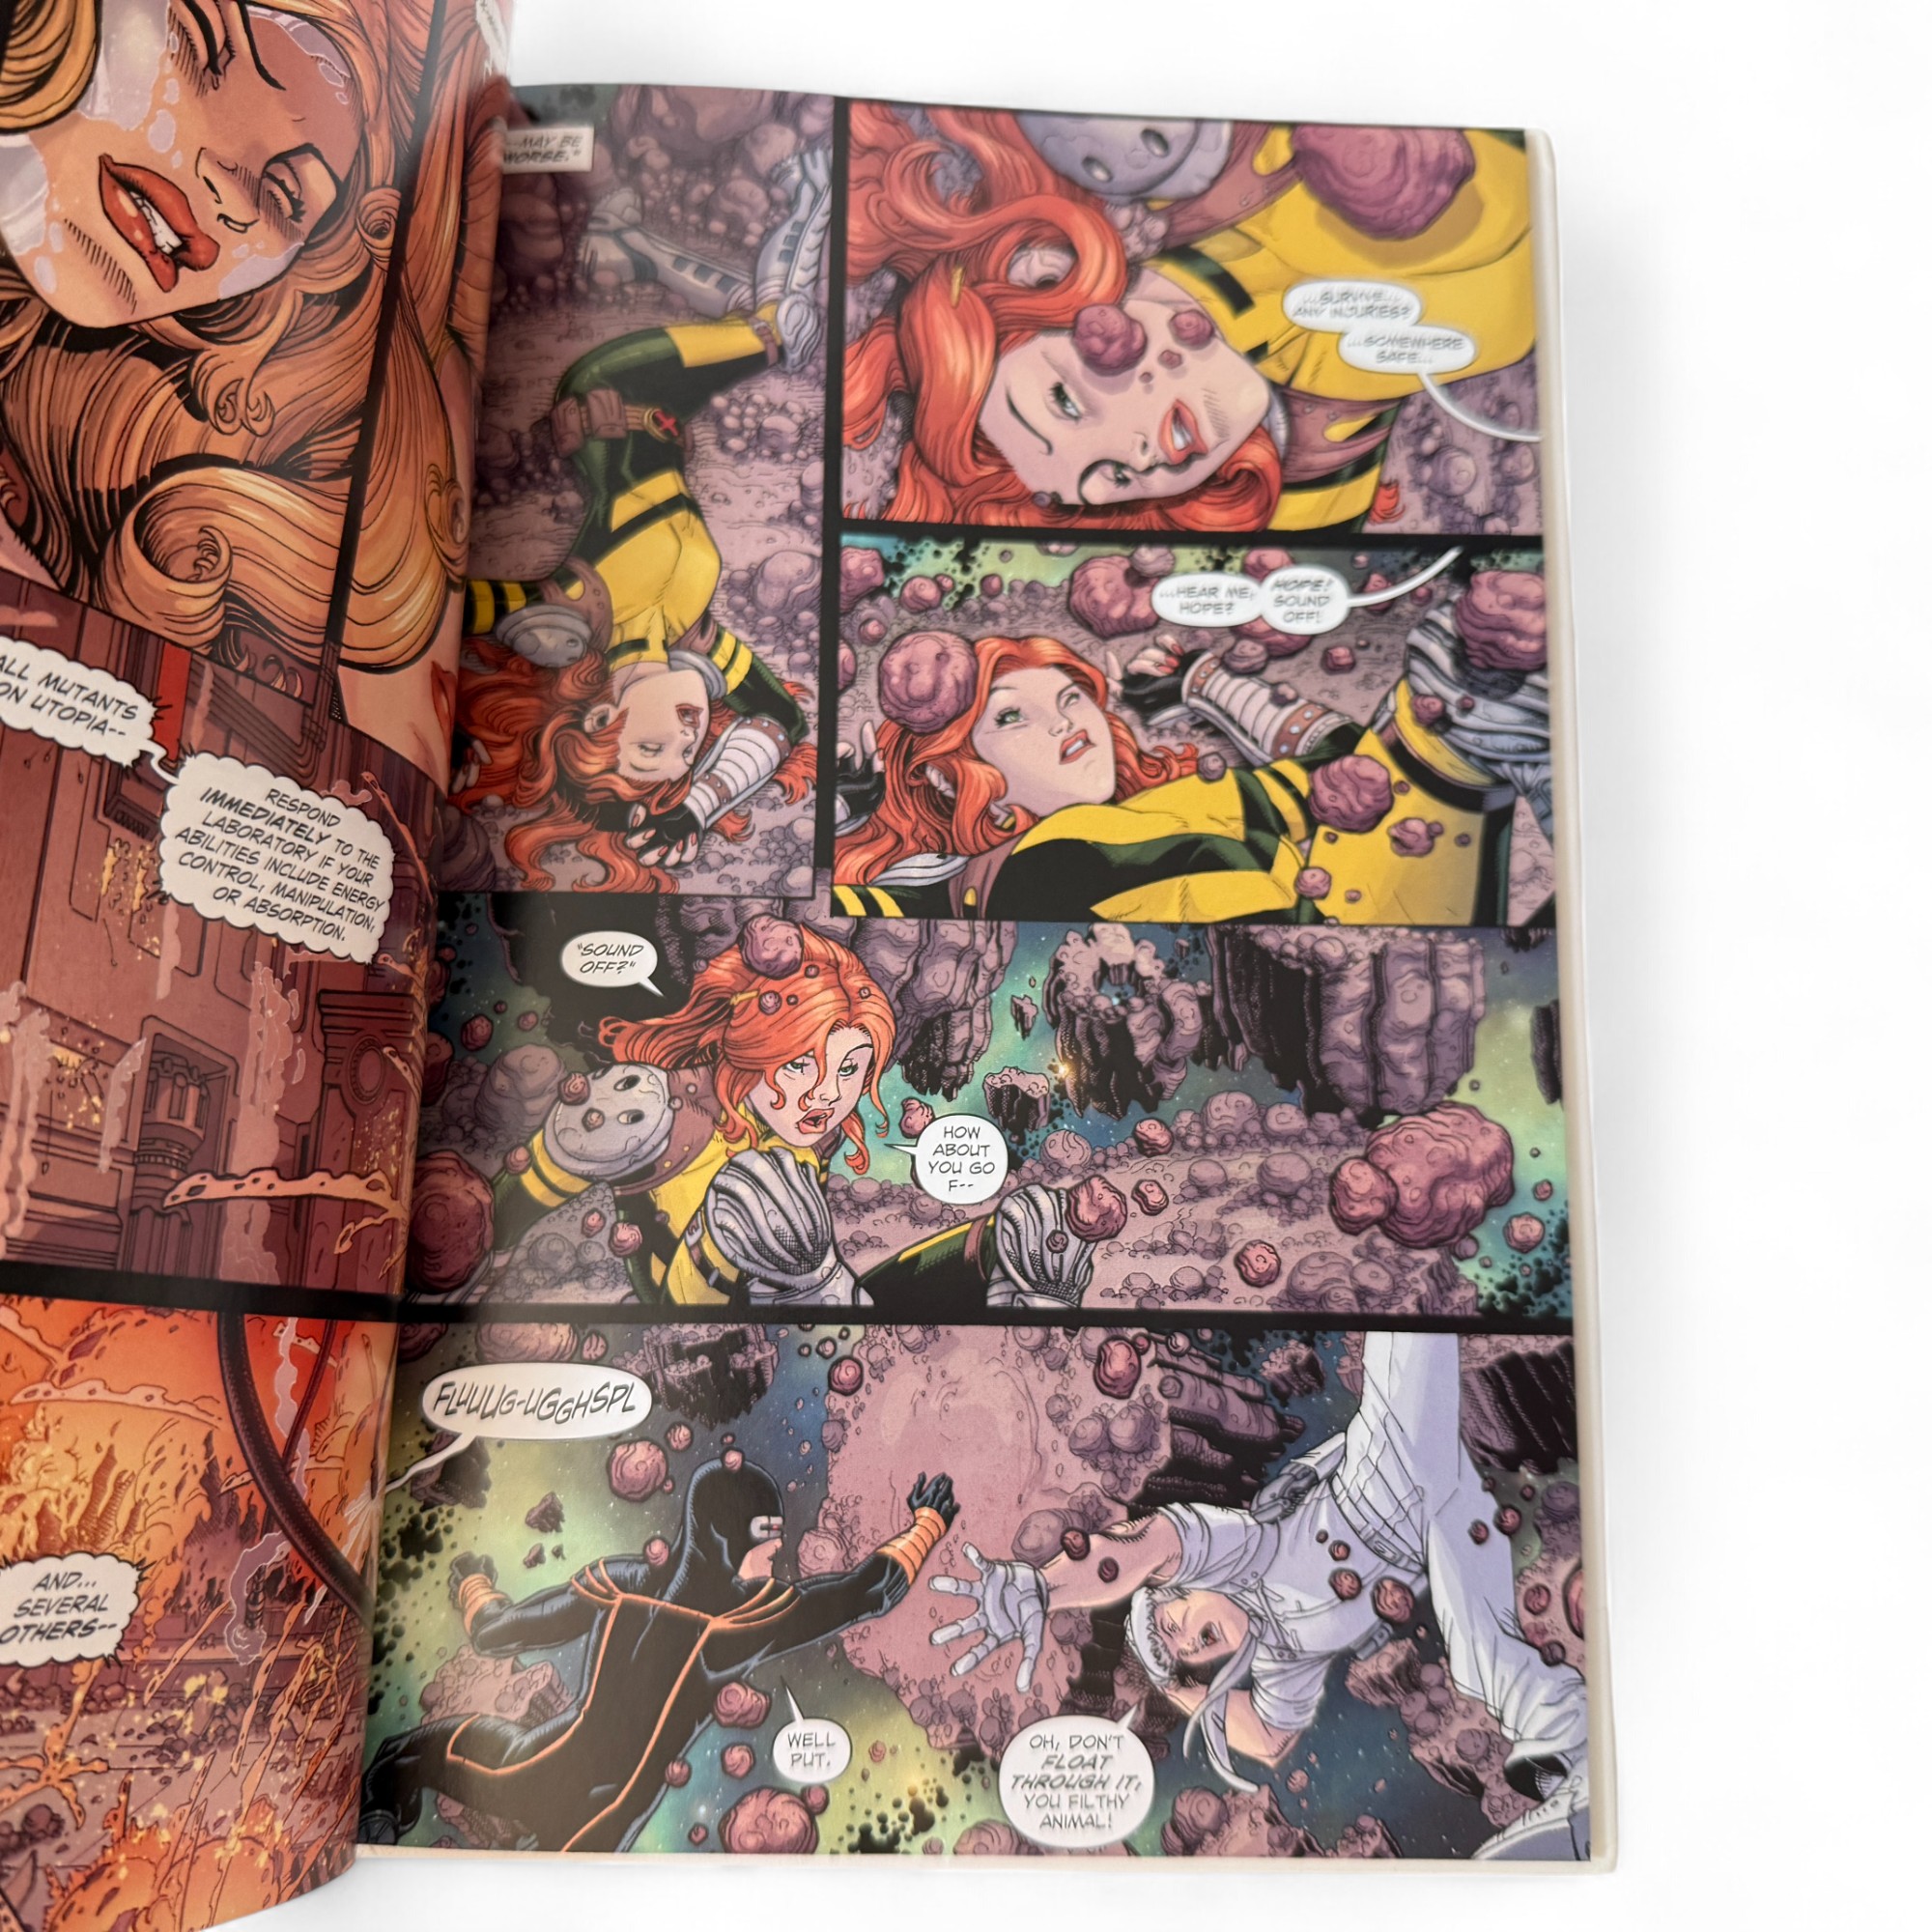 ALL MUTANTS
ON UTOPIA--
RESPOND
IMMEDIATELY TO THE
LABORATORY IF YOUR
ABILITIES INCLUDE ENERGY
CONTROL, MANIPULATION,
OR ABSORPTION.
AND...
SEVERAL
OTHERS--
--MAY BE
WORSE."
...SURVIVE...
ANY INJURIES?
...SOMEWHERE
SAFE...
...HEAR ME,
HOPE?
HOPE!
SOUND
OFF!
"SOUND
OFF?"
HOW
ABOUT
YOU GO
F--
FLUUUG-UGGHSPL
WELL
PUT.
OH, DON'T
FLOAT
THROUGH IT,
YOU FILTHY
ANIMAL!